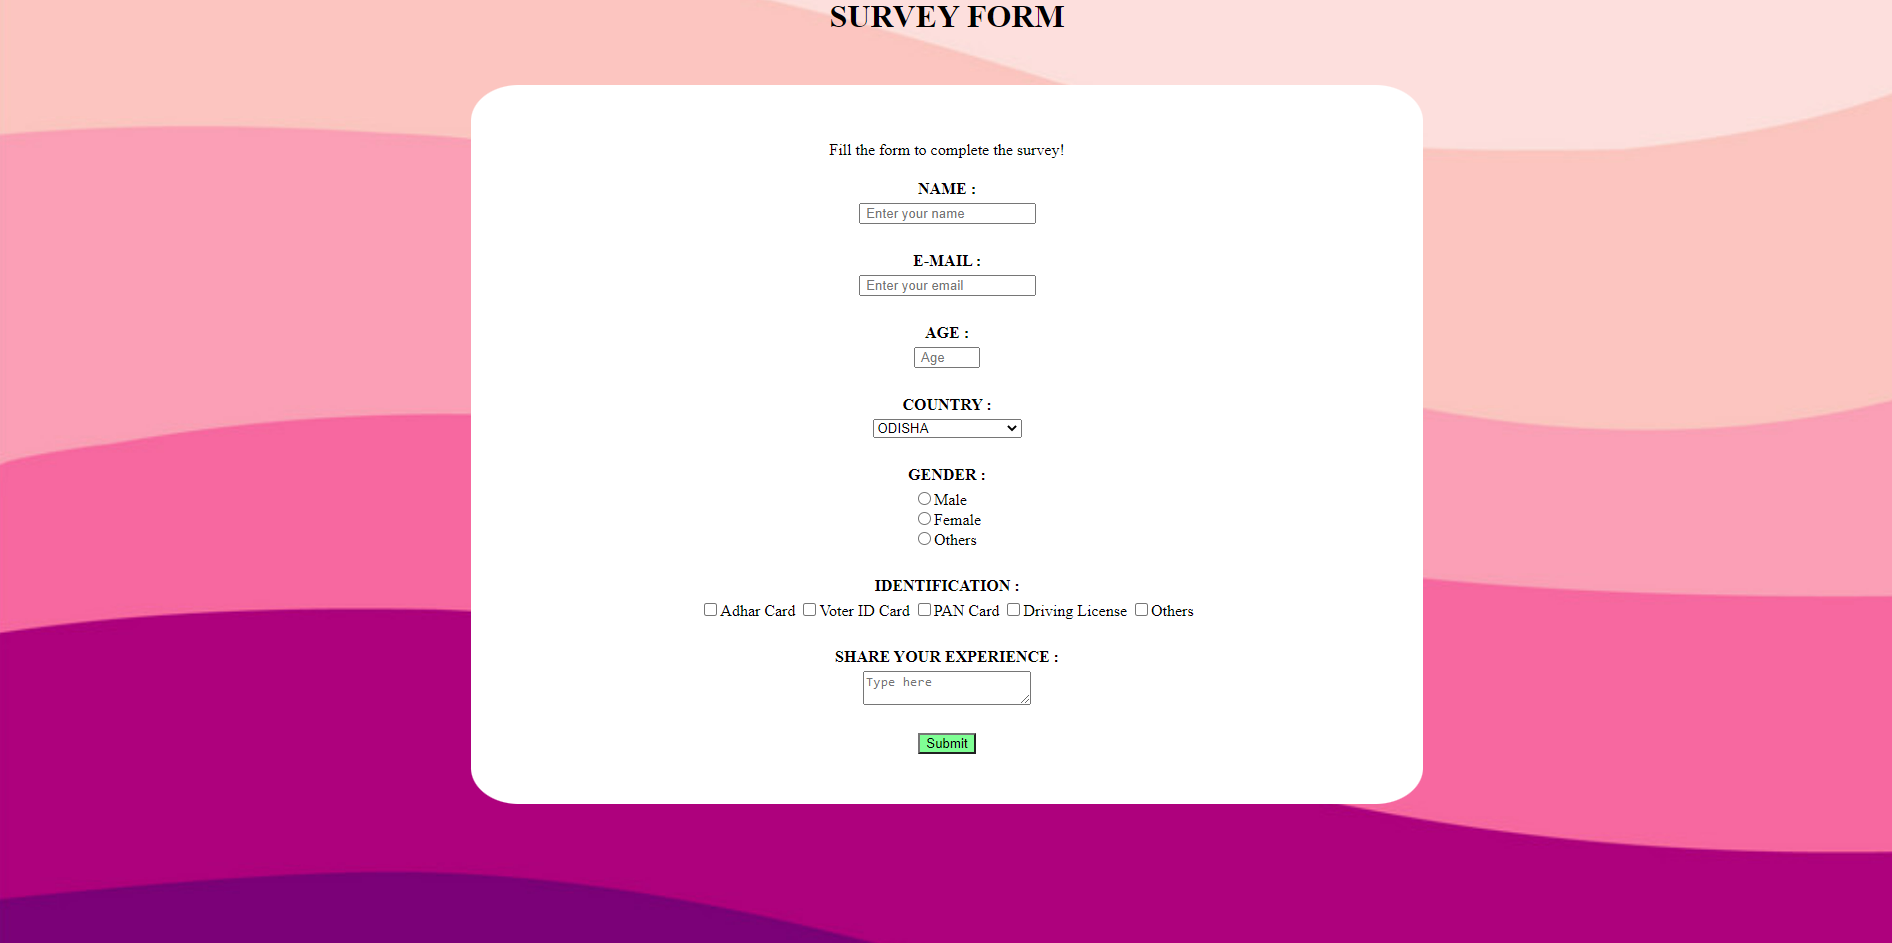 SURVEY FORM
Fill the form to complete the survey!
NAME :
Enter your name
E-MAIL :
Enter your email
AGE :
Age
COUNTRY :
ODISHA
GENDER :
Male
Female
Others
IDENTIFICATION :
Adhar Card Voter ID Card PAN Card Driving License Others
SHARE YOUR EXPERIENCE :
Type here
Submit